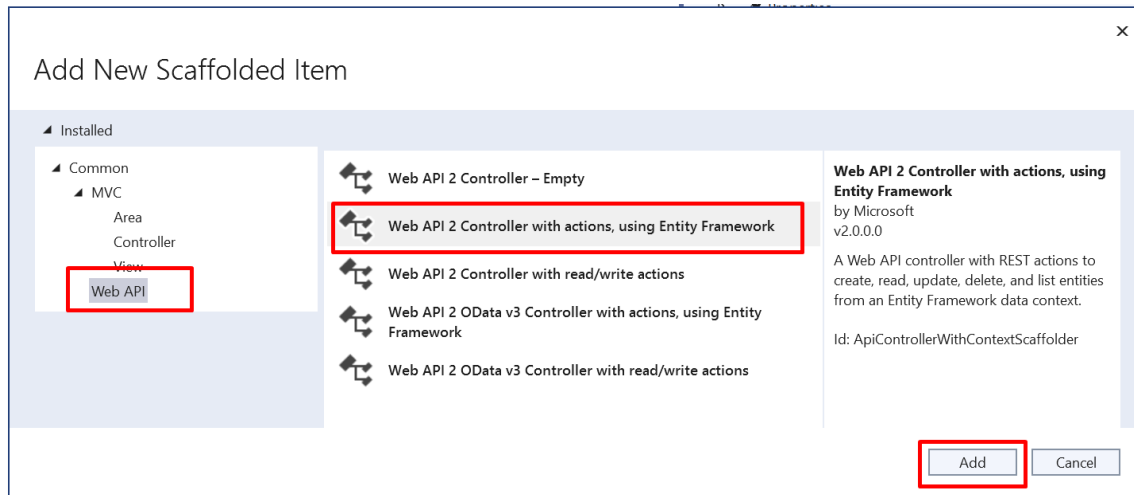 Add New Scaffolded Item
Installed
Common
MVC
Area
Controller
View
Web API
Web API 2 Controller – Empty
Web API 2 Controller with actions, using Entity Framework
Web API 2 Controller with read/write actions
Web API 2 OData v3 Controller with actions, using Entity
Framework
Web API 2 OData v3 Controller with read/write actions
Web API 2 Controller with actions, using
Entity Framework
by Microsoft
v2.0.0.0
A Web API controller with REST actions to
create, read, update, delete, and list entities
from an Entity Framework data context.
Id: ApiControllerWithContextScaffolder
Add
Cancel